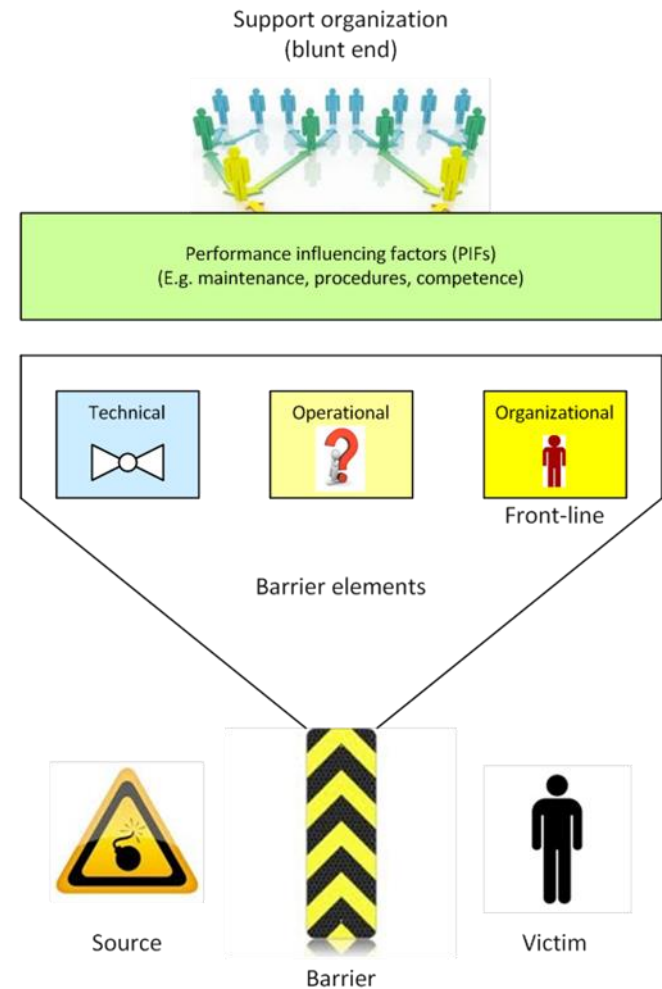 Support organization
(blunt end)
Performance influencing factors (PIFs)
(E.g. maintenance, procedures, competence)
Technical
Operational
Organizational
Front-line
Barrier elements
Source
Victim
Barrier